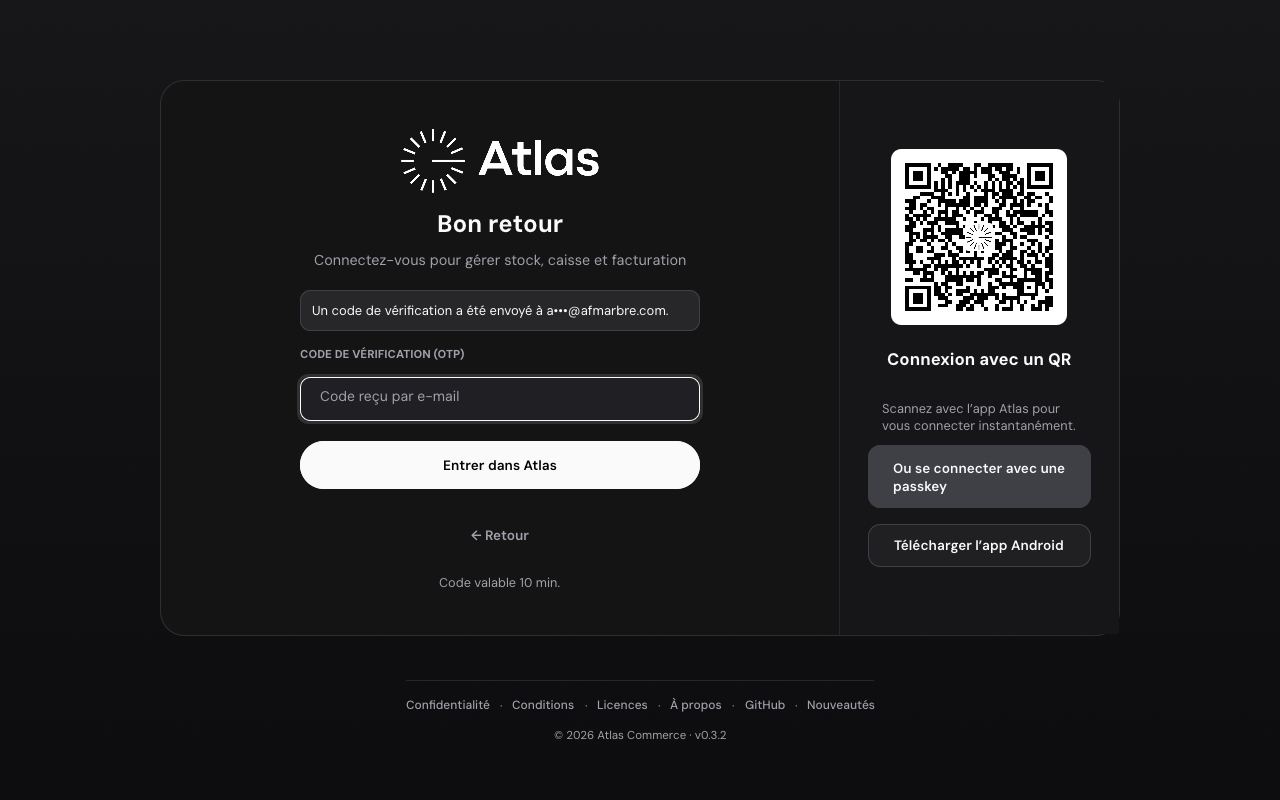 Atlas
Bon retour
Connectez-vous pour gérer stock, caisse et facturation
Un code de vérification a été envoyé à a•••@afmarbre.com.
CODE DE VÉRIFICATION (OTP)
Code reçu par e-mail
Entrer dans Atlas
← Retour
Code valable 10 min.
Connexion avec un QR
Scannez avec l’app Atlas pour
vous connecter instantanément.
Ou se connecter avec une
passkey
Télécharger l’app Android
Confidentialité · Conditions · Licences · À propos · GitHub · Nouveautés
© 2026 Atlas Commerce · v0.3.2